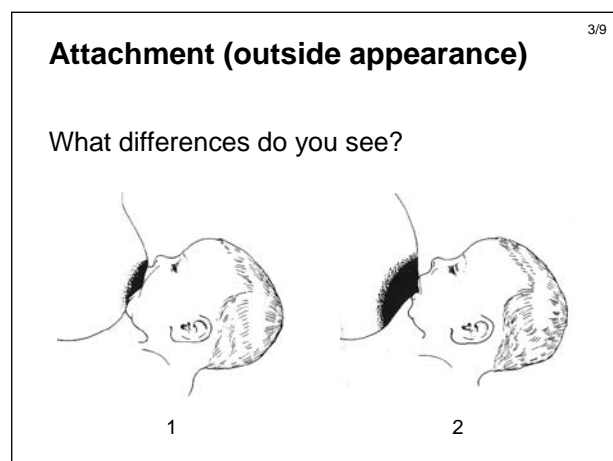 3/9
Attachment (outside appearance)
What differences do you see?
1
2